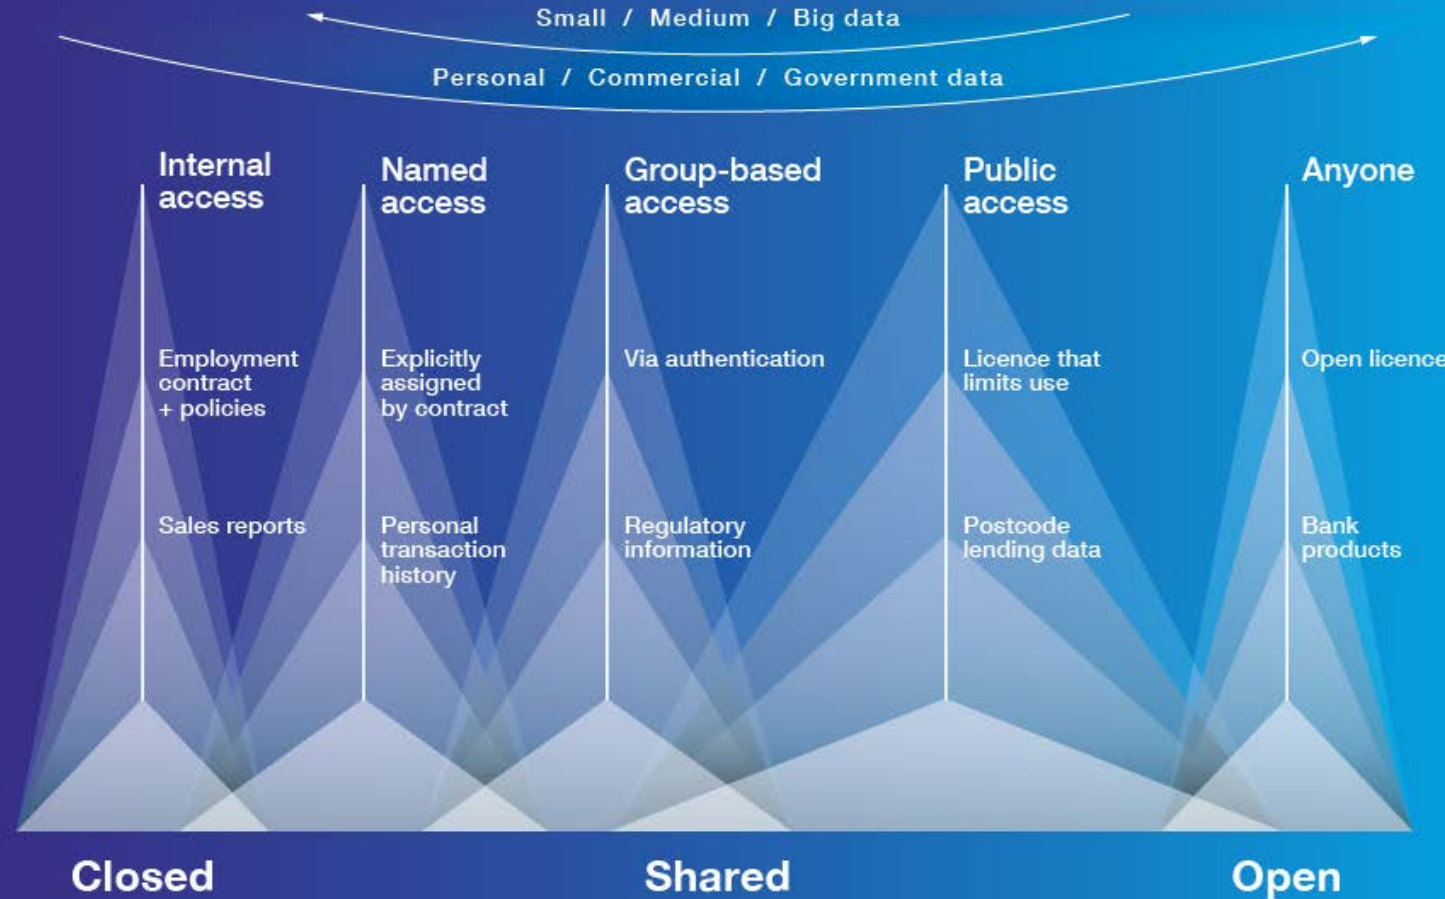 Small / Medium / Big data
Personal / Commercial / Government data
Internal
access
Named
access
Group-based
access
Public
access
Anyone
Employment
contract
+ policies
Explicitly
assigned
by contract
Via authentication
Licence that
limits use
Open licence
Sales reports
Personal
transaction
history
Regulatory
information
Postcode
lending data
Bank
products
Closed
Shared
Open